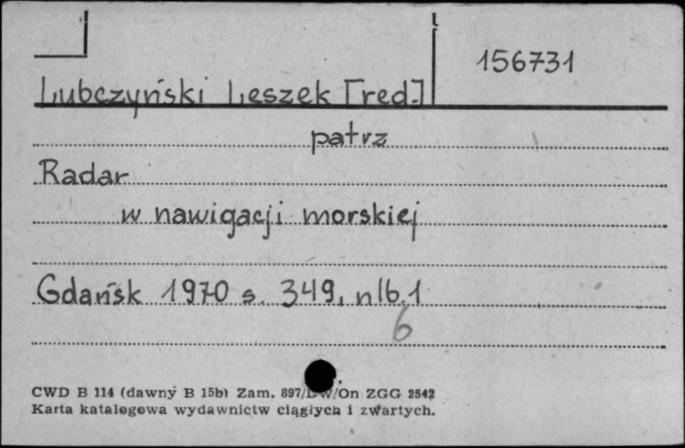 156731
Lubczyński Leszek [red.]
patrz
Radar
w nawigacji morskiej
Gdańsk 1970 s. 349, nlb.1
6
CWD B 114 (dawny B 15b) Zam. 897/DW/On ZGG 2542
Karta katalogowa wydawnictw ciągłych i zwartych.